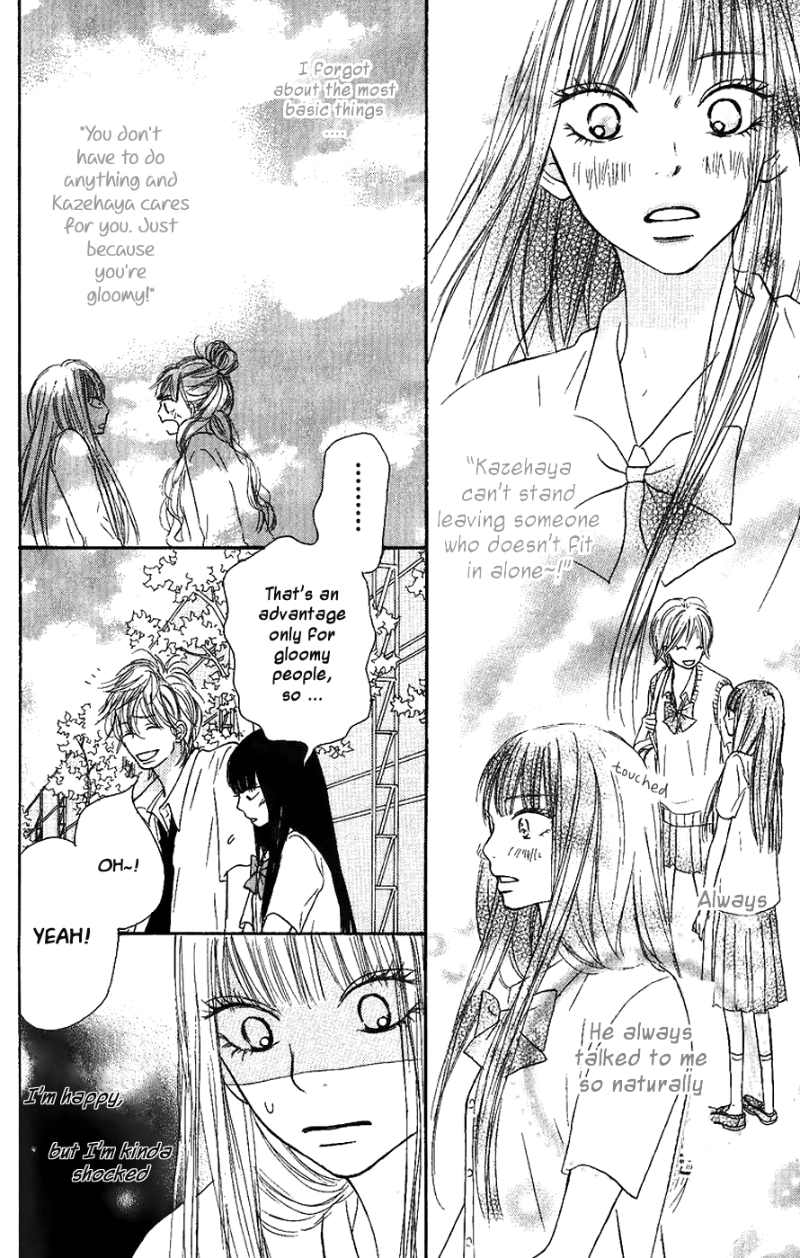 "Kazehaya
can't stand
leaving someone
who doesn't fit
in alone~!"
touched
Always
He always
talked to me
so naturally
I forgot
about the most
basic things
....
"You don't
have to do
anything and
Kazehaya cares
for you. Just
because
you're
gloomy!"
.........
That's an
advantage
only for
gloomy
people,
so ...
OH~!
YEAH!
I'm happy,
but I'm kinda
shocked